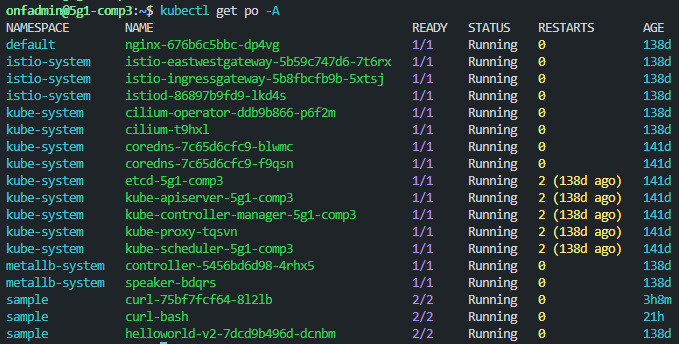 onfadmin@5g1-comp3:~$ kubectl get po -A
NAMESPACE NAME READY STATUS RESTARTS AGE
default nginx-676b6c5bbc-dp4vg 1/1 Running 0 138d
istio-system istio-eastwestgateway-5b59c747d6-7t6rx 1/1 Running 0 138d
istio-system istio-ingressgateway-5b8fbcfb9b-5xtsj 1/1 Running 0 138d
istio-system istiod-86897b9fd9-lkd4s 1/1 Running 0 138d
kube-system cilium-operator-ddb9b866-p6f2m 1/1 Running 0 138d
kube-system cilium-t9hxl 1/1 Running 0 138d
kube-system coredns-7c65d6cfc9-blwmc 1/1 Running 0 141d
kube-system coredns-7c65d6cfc9-f9qsn 1/1 Running 0 141d
kube-system etcd-5g1-comp3 1/1 Running 2 (138d ago) 141d
kube-system kube-apiserver-5g1-comp3 1/1 Running 2 (138d ago) 141d
kube-system kube-controller-manager-5g1-comp3 1/1 Running 2 (138d ago) 141d
kube-system kube-proxy-tqsvn 1/1 Running 2 (138d ago) 141d
kube-system kube-scheduler-5g1-comp3 1/1 Running 2 (138d ago) 141d
metallb-system controller-5456bd6d98-4rhx5 1/1 Running 0 138d
metallb-system speaker-bdqrs 1/1 Running 0 138d
sample curl-75bf7fcf64-8l2lb 2/2 Running 0 3h8m
sample curl-bash 2/2 Running 0 21h
sample helloworld-v2-7dcd9b496d-dcnbm 2/2 Running 0 138d